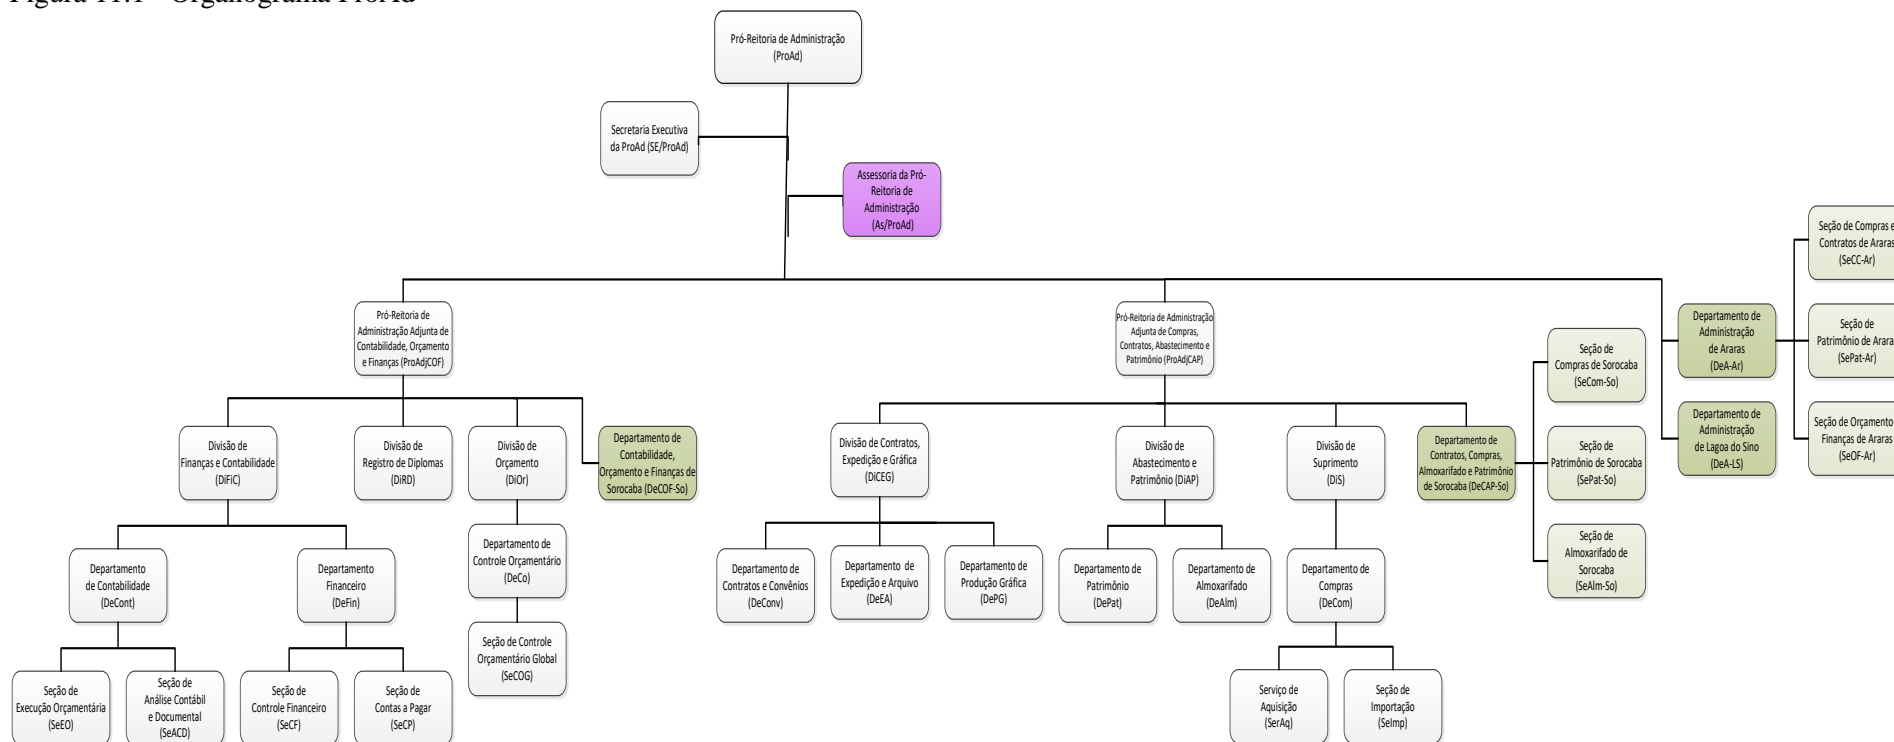 Figura 11.1 - Organograma ProAd
Pró-Reitoria de Administração
(ProAd)
Secretaria Executiva
da ProAd (SE/ProAd)
Assessoria da Pró-
Reitoria de
Administração
(As/ProAd)
Pró-Reitoria de
Administração Adjunta de
Contabilidade, Orçamento
e Finanças (ProAdjCOF)
Pró-Reitoria de Administração
Adjunta de Compras,
Contratos, Abastecimento e
Patrimônio (ProAdjCAP)
Departamento de
Administração
de Araras
(DeA-Ar)
Seção de Compras e
Contratos de Araras
(SeCC-Ar)
Seção de
Patrimônio de Arara
(SePat-Ar)
Seção de Orçamento
Finanças de Araras
(SeOF-Ar)
Departamento de
Administração
de Lagoa do Sino
(DeA-LS)
Divisão de
Finanças e Contabilidade
(DiFiC)
Divisão de
Registro de Diplomas
(DiRD)
Divisão de
Orçamento
(DiOr)
Departamento de
Contabilidade,
Orçamento e Finanças de
Sorocaba (DeCOF-So)
Divisão de Contratos,
Expedição e Gráfica
(DiCEG)
Divisão de
Abastecimento e
Patrimônio (DiAP)
Divisão de
Suprimento
(DiS)
Departamento de
Contratos, Compras,
Almoxarifado e Patrimônio
de Sorocaba (DeCAP-So)
Seção de
Compras de Sorocaba
(SeCom-So)
Seção de
Patrimônio de Sorocaba
(SePat-So)
Seção de
Almoxarifado de
Sorocaba
(SeAlm-So)
Departamento
de Contabilidade
(DeCont)
Departamento
Financeiro
(DeFin)
Departamento de
Controle Orçamentário
(DeCo)
Departamento de
Contratos e Convênios
(DeConv)
Departamento de
Expedição e Arquivo
(DeEA)
Departamento de
Produção Gráfica
(DePG)
Departamento de
Patrimônio
(DePat)
Departamento de
Almoxarifado
(DeAlm)
Departamento de
Compras
(DeCom)
Seção de
Execução Orçamentária
(SeEO)
Seção de
Análise Contábil
e Documental
(SeACD)
Seção de
Controle Financeiro
(SeCF)
Seção de
Contas a Pagar
(SeCP)
Seção de Controle
Orçamentário Global
(SeCOG)
Serviço de
Aquisição
(SerAq)
Seção de
Importação
(SeImp)